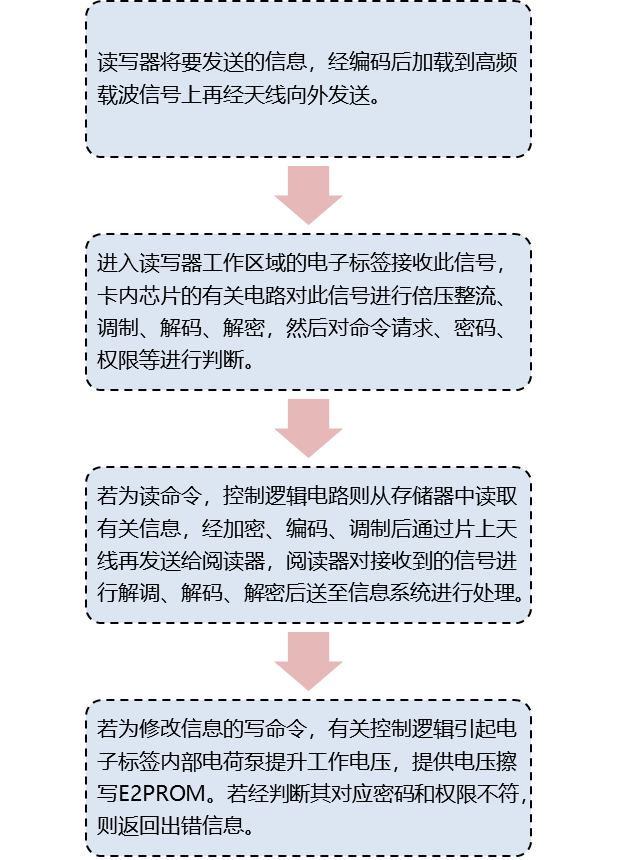 读写器将要发送的信息，经编码后加载到高频
载波信号上再经天线向外发送。
进入读写器工作区域的电子标签接收此信号，
卡内芯片的有关电路对此信号进行倍压整流、
调制、解码、解密，然后对命令请求、密码、
权限等进行判断。
若为读命令，控制逻辑电路则从存储器中读取
有关信息，经加密、编码、调制后通过片上天
线再发送给阅读器，阅读器对接收到的信号进
行解调、解码、解密后送至信息系统进行处理。
若为修改信息的写命令，有关控制逻辑引起电
子标签内部电荷泵提升工作电压，提供电压擦
写E2PROM。若经判断其对应密码和权限不符，
则返回出错信息。